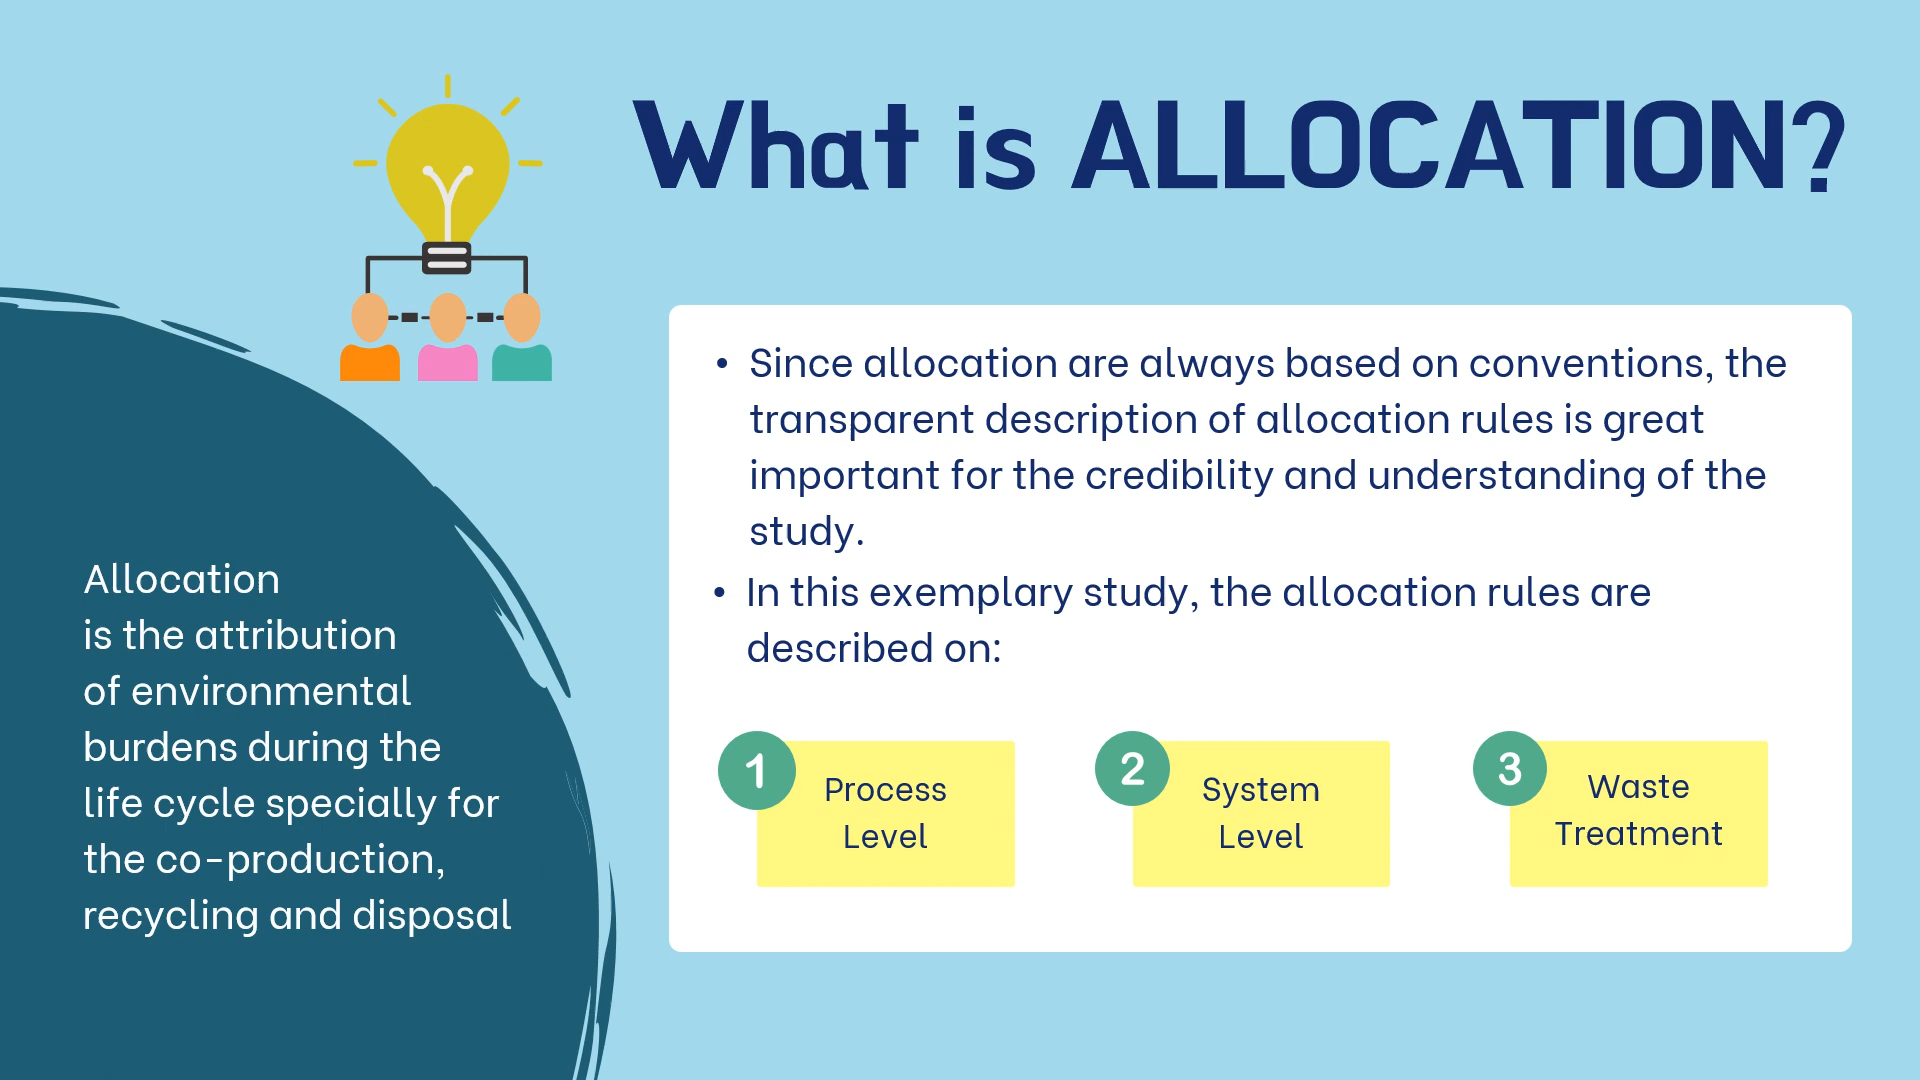 What is ALLOCATION?
Allocation
is the attribution
of environmental
burdens during the
life cycle specially for
the co-production,
recycling and disposal
• Since allocation are always based on conventions, the
transparent description of allocation rules is great
important for the credibility and understanding of the
study.
• In this exemplary study, the allocation rules are
described on:
1
Process
Level
2
System
Level
3
Waste
Treatment